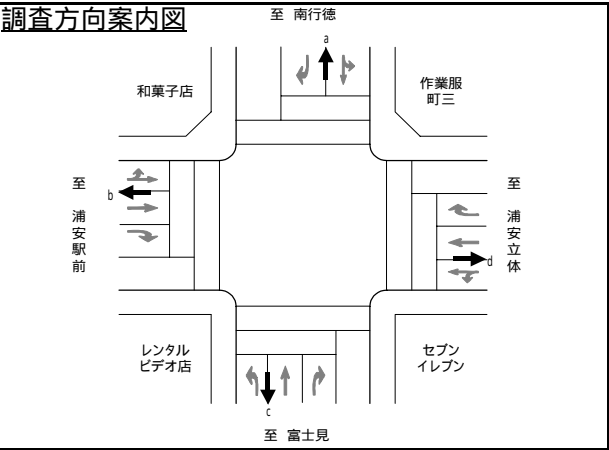 調査方向案内図
至 南行徳
a
和菓子店
作業服
町三
至 浦安駅前
b
至 浦安立体
d
レンタル
ビデオ店
セブン
イレブン
c
至 富士見